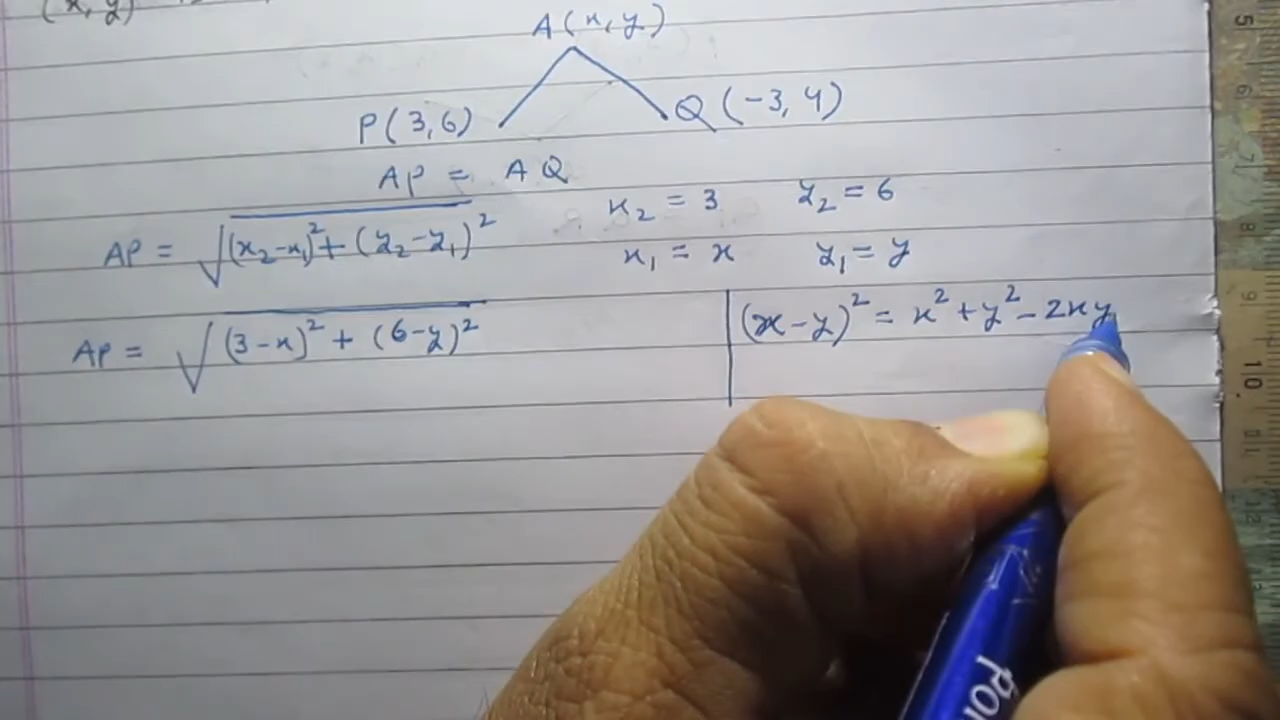 (x, y)
A(x, y)
P(3,6) Q(-3, 4)
AP = AQ
x₂ = 3 y₂ = 6
AP = √(x₂-x₁)² + (y₂-y₁)² x₁ = x y₁ = y
AP = √(3-x)² + (6-y)² (x-y)² = x² + y² - 2xy